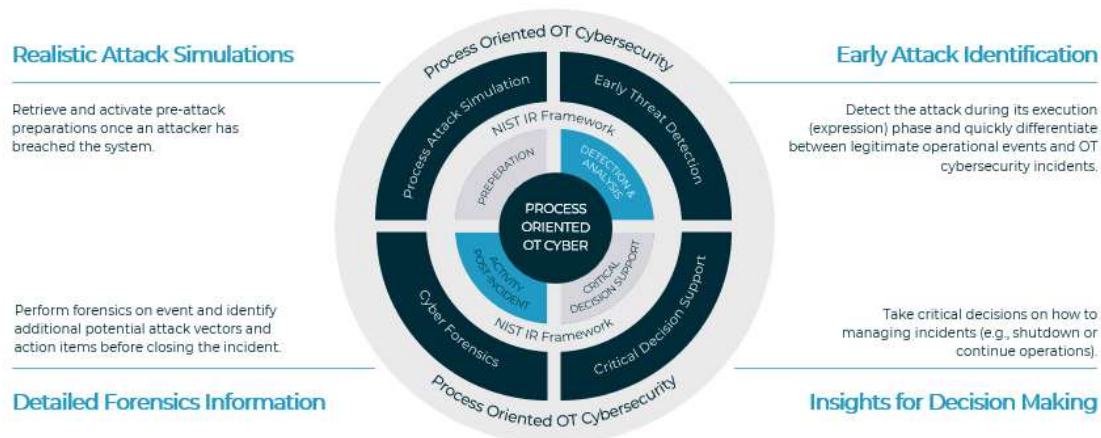 Realistic Attack Simulations
Retrieve and activate pre-attack
preparations once an attacker has
breached the system.
Early Attack Identification
Detect the attack during its execution
(expression) phase and quickly differentiate
between legitimate operational events and OT
cybersecurity incidents.
Process Oriented OT Cybersecurity
Process Attack Simulation
Early Threat Detection
NIST IR Framework
PREPERATION
DETECTION &
ANALYSIS
PROCESS
ORIENTED
OT CYBER
ACTIVITY
POST-INCIDENT
CRITICAL
DECISION SUPPORT
NIST IR Framework
Cyber Forensics
Critical Decision Support
Process Oriented OT Cybersecurity
Perform forensics on event and identify
additional potential attack vectors and
action items before closing the incident.
Detailed Forensics Information
Take critical decisions on how to
managing incidents (e.g., shutdown or
continue operations).
Insights for Decision Making